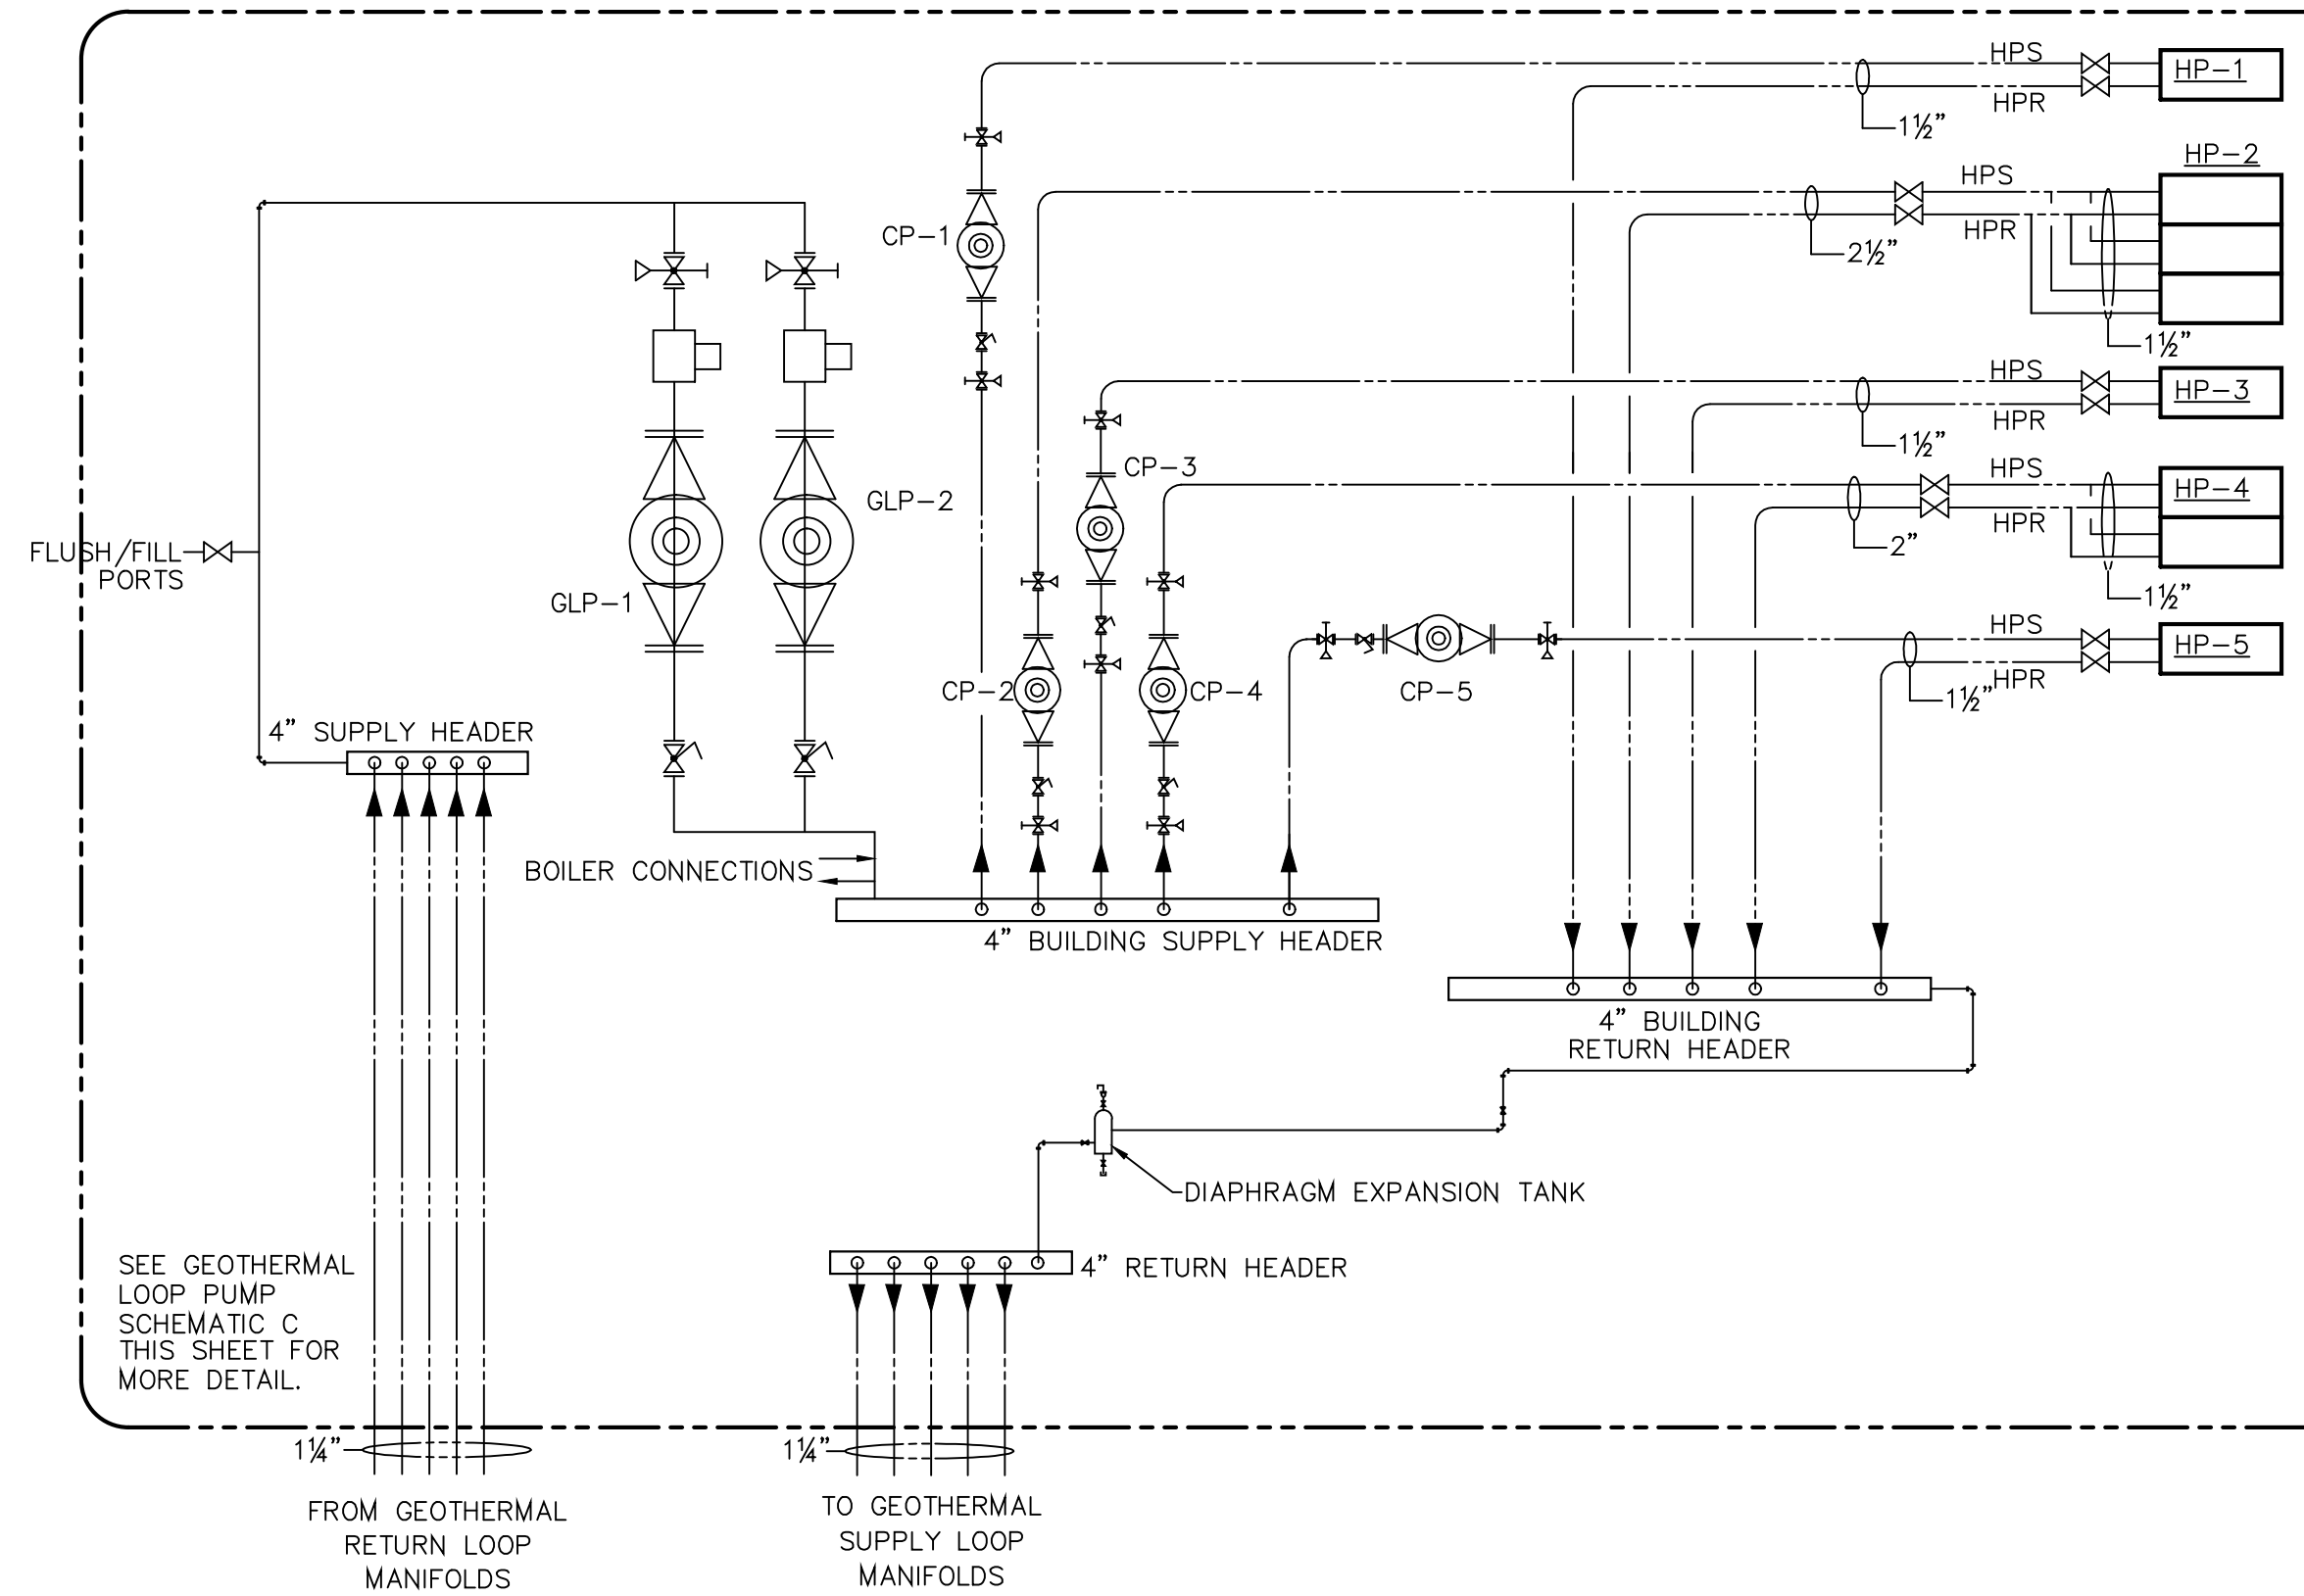 HPS
HP-1
HPR
1½"
HP-2
HPS
CP-1
HPR
2½"
1½"
HPS
HP-3
HPR
1½"
CP-3
HPS
HP-4
GLP-2
HPR
2"
FLUSH/FILL
PORTS
1½"
GLP-1
HPS
HP-5
CP-2
CP-4
CP-5
HPR
1½"
4" SUPPLY HEADER
BOILER CONNECTIONS
4" BUILDING SUPPLY HEADER
4" BUILDING
RETURN HEADER
DIAPHRAGM EXPANSION TANK
4" RETURN HEADER
SEE GEOTHERMAL
LOOP PUMP
SCHEMATIC C
THIS SHEET FOR
MORE DETAIL.
1¼"
1¼"
FROM GEOTHERMAL
RETURN LOOP
MANIFOLDS
TO GEOTHERMAL
SUPPLY LOOP
MANIFOLDS